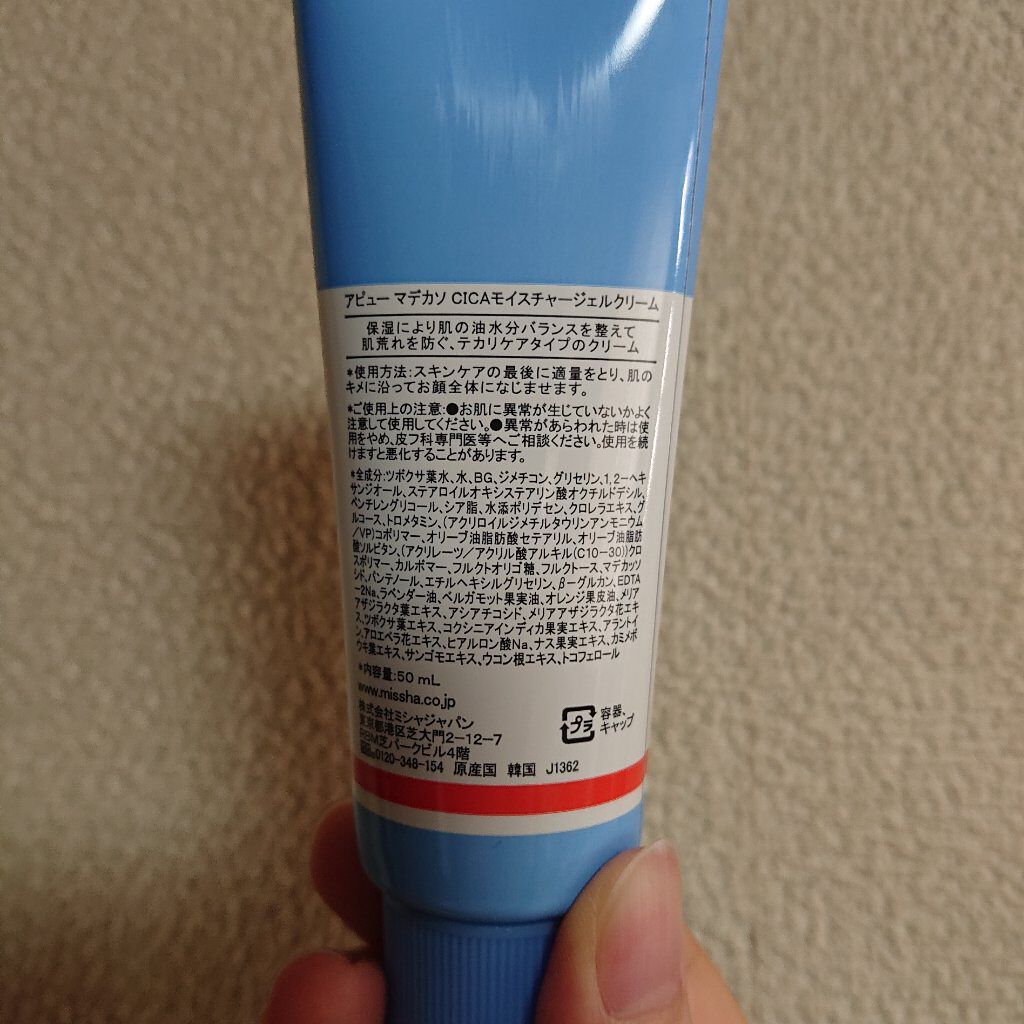 アピュー マデカソ CICAモイスチャージェルクリーム
保湿により肌の油水分バランスを整えて
肌荒れを防ぐ、テカリケアタイプのクリーム
*使用方法:スキンケアの最後に適量をとり、肌の
キメに沿ってお顔全体になじませます。
*ご使用上の注意:●お肌に異常が生じていないかよく
注意して使用してください。●異常があらわれた時は使
用をやめ、皮フ科専門医等へご相談ください。使用を続
けますと悪化することがあります。
*全成分:ツボクサ葉水、水、BG、ジメチコン、グリセリン、1,2-ヘキ
サンジオール、ステアロイルオキシステアリン酸オクチルドデシル、
ペンチレングリコール、シア脂、水添ポリデセン、クロレラエキス、グ
ルコース、トロメタミン、(アクリロイルジメチルタウリンアンモニウム
/VP)コポリマー、オリーブ油脂肪酸セテアリル、オリーブ油脂肪
酸ソルビタン、(アクリレーツ/アクリル酸アルキル(C10-30))クロ
スポリマー、カルボマー、フルクトオリゴ糖、フルクトース、マデカッソ
シド、パンテノール、エチルヘキシルグリセリン、β-グルカン、EDTA
-2Na、ラベンダー油、ベルガモット果実油、オレンジ果皮油、メリア
アザジラクタ葉エキス、アシアチコシド、メリアアザジラクタ花エキ
ス、ツボクサ葉エキス、コクシニアインディカ果実エキス、アラントイ
ン、アロエベラ花エキス、ヒアルロン酸Na、ナス果実エキス、カミメボ
ウキ葉エキス、サンゴモエキス、ウコン根エキス、トコフェロール
*内容量:50 mL
www.missha.co.jp
株式会社ミシャジャパン
東京都港区芝大門2-12-7
RBM芝パークビル4階
0120-348-154 原産国 韓国 J1362
プラ
容器、
キャップ